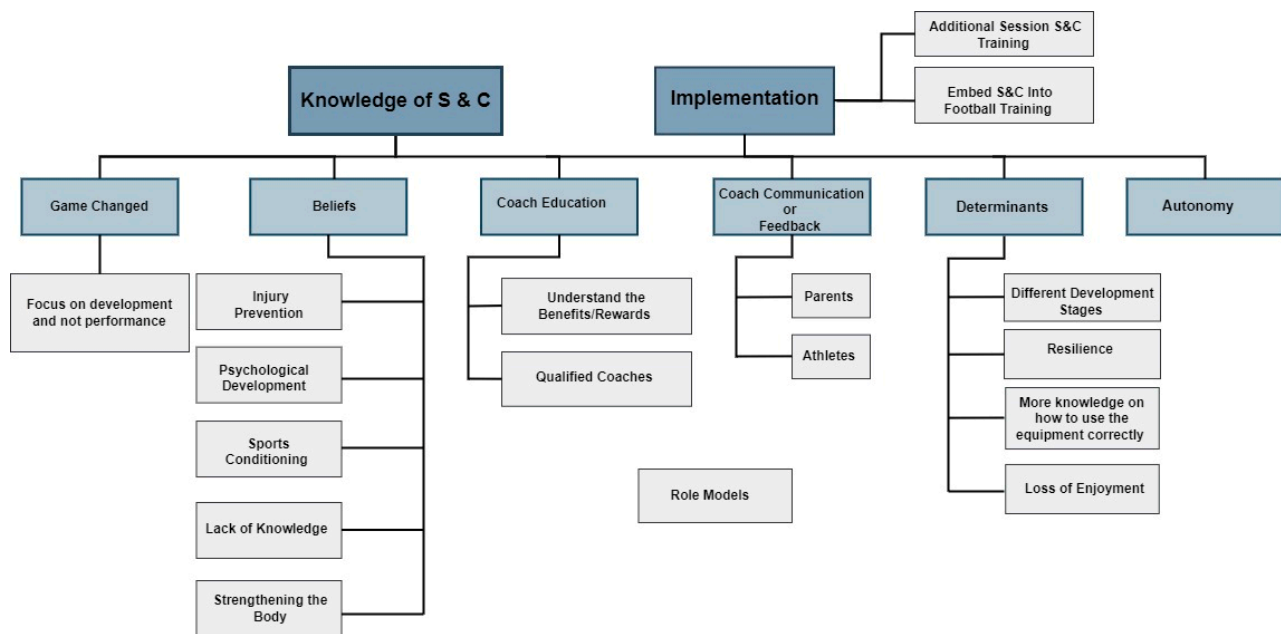 Additional Session S&C
Training
Knowledge of S & C
Implementation
Embed S&C Into
Football Training
Game Changed
Beliefs
Coach Education
Coach Communication
or
Feedback
Determinants
Autonomy
Focus on development
and not performance
Injury
Prevention
Psychological
Development
Sports
Conditioning
Lack of Knowledge
Strengthening the
Body
Understand the
Benefits/Rewards
Qualified Coaches
Parents
Athletes
Role Models
Different Development
Stages
Resilience
More knowledge on
how to use the
equipment correctly
Loss of Enjoyment